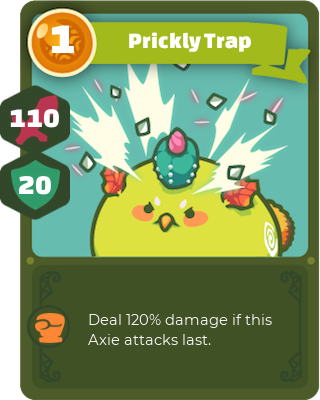 1
Prickly Trap
110
20
Deal 120% damage if this
Axie attacks last.